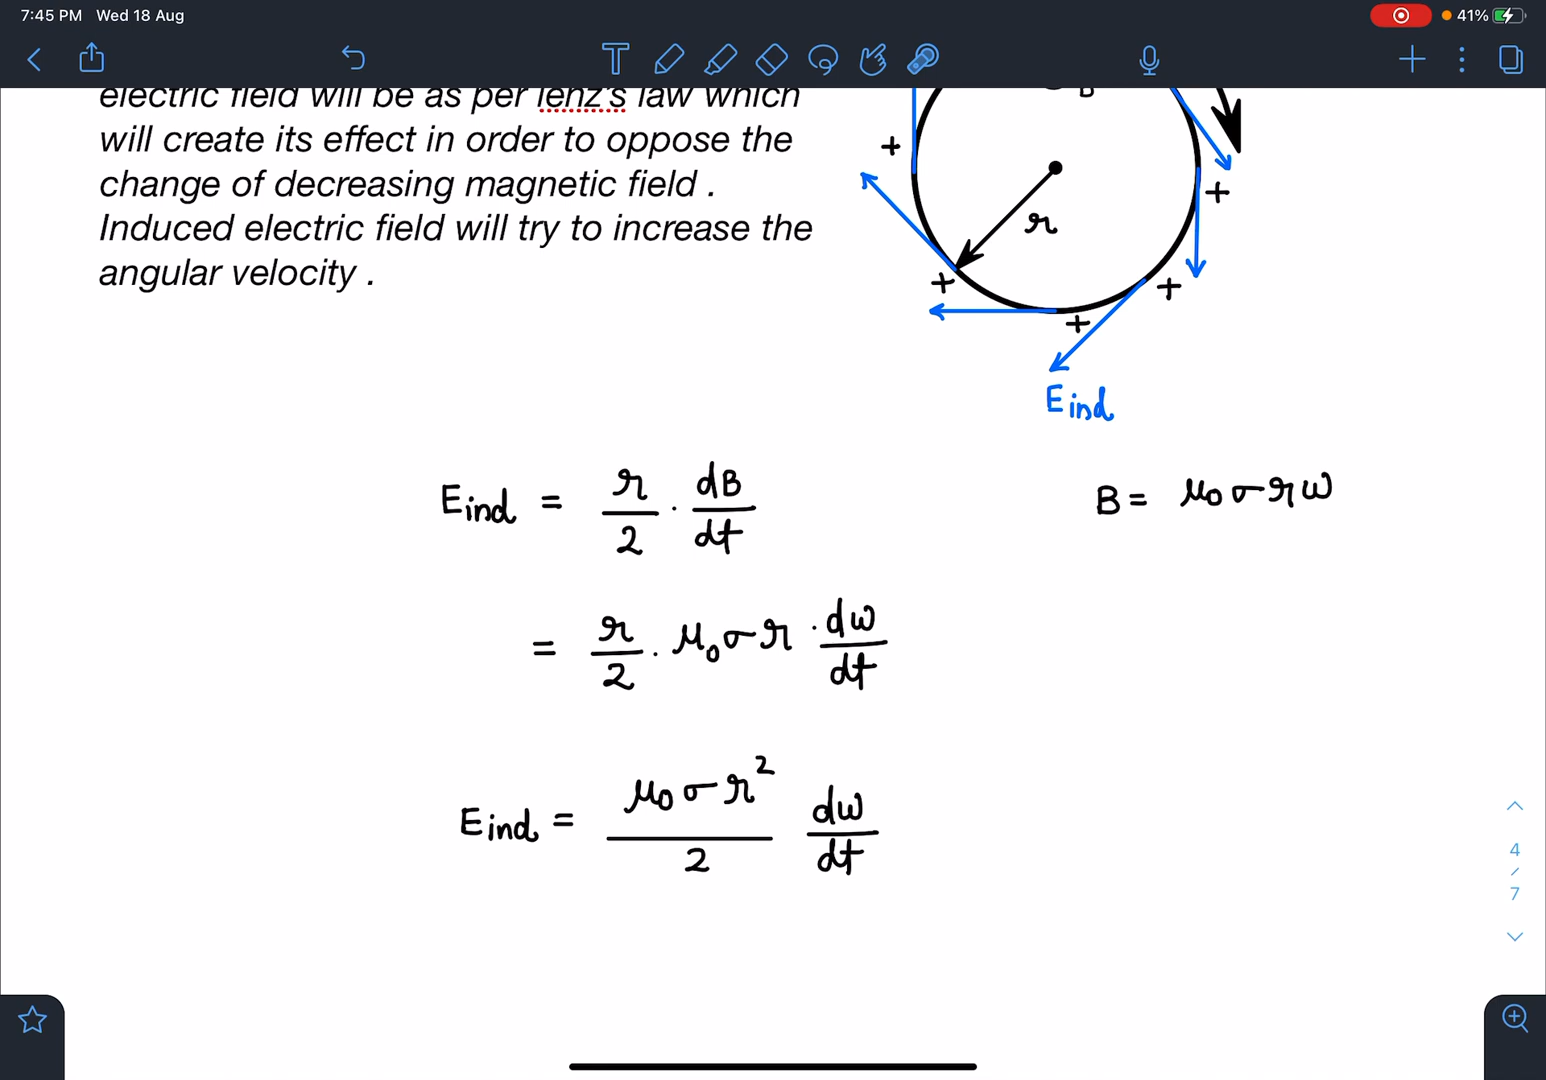 7:45 PM Wed 18 Aug
41%
T
electric field will be as per lenz's law which
will create its effect in order to oppose the
change of decreasing magnetic field .
Induced electric field will try to increase the
angular velocity .
B
+
+
r
+
+
+
Eind
Eind = r/2 · dB/dt
B = μ₀σrω
= r/2 · μ₀σr · dω/dt
Eind = μ₀σr²/2 dω/dt
4
/
7